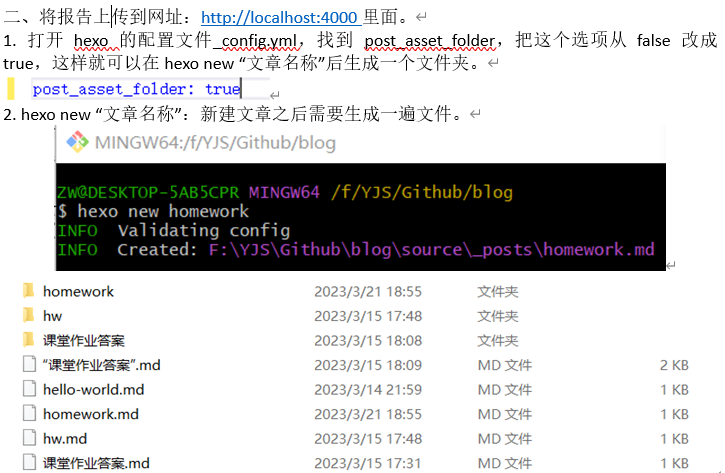 二、将报告上传到网址：http://localhost:4000 里面。
1. 打开 hexo 的配置文件_config.yml，找到 post_asset_folder，把这个选项从 false 改成
true，这样就可以在 hexo new “文章名称”后生成一个文件夹。
post_asset_folder: true
2. hexo new “文章名称”：新建文章之后需要生成一遍文件。
MINGW64:/f/YJS/Github/blog
ZW@DESKTOP-5AB5CPR MINGW64 /f/YJS/Github/blog
$ hexo new homework
INFO  Validating config
INFO  Created: F:\YJS\Github\blog\source\_posts\homework.md
homework 2023/3/21 18:55 文件夹
hw 2023/3/15 17:48 文件夹
课堂作业答案 2023/3/15 18:08 文件夹
“课堂作业答案”.md 2023/3/15 18:09 MD 文件 2 KB
hello-world.md 2023/3/14 21:59 MD 文件 1 KB
homework.md 2023/3/21 18:55 MD 文件 1 KB
hw.md 2023/3/15 17:48 MD 文件 1 KB
课堂作业答案.md 2023/3/15 17:31 MD 文件 1 KB